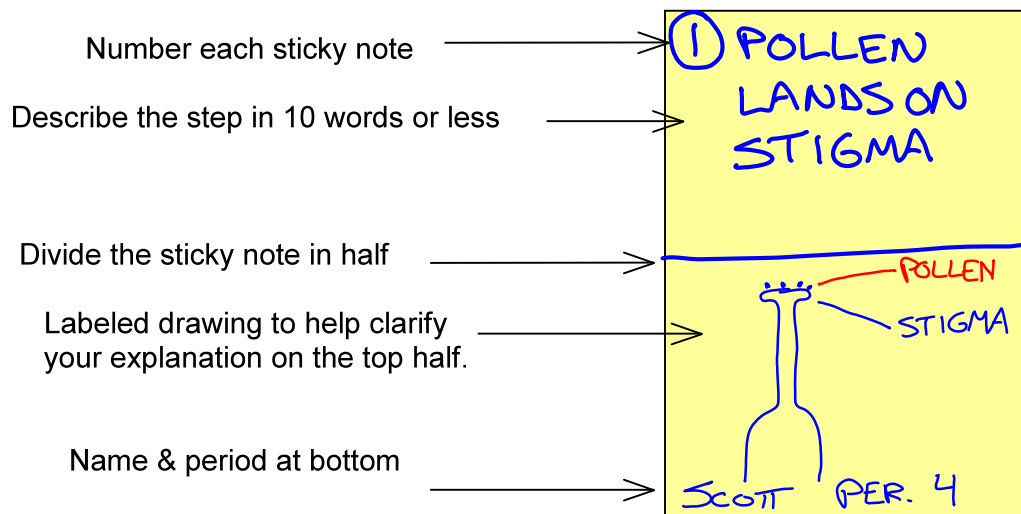 Number each sticky note
Describe the step in 10 words or less
Divide the sticky note in half
Labeled drawing to help clarify
your explanation on the top half.
Name & period at bottom
1 POLLEN
LANDS ON
STIGMA
POLLEN
STIGMA
SCOTT PER. 4